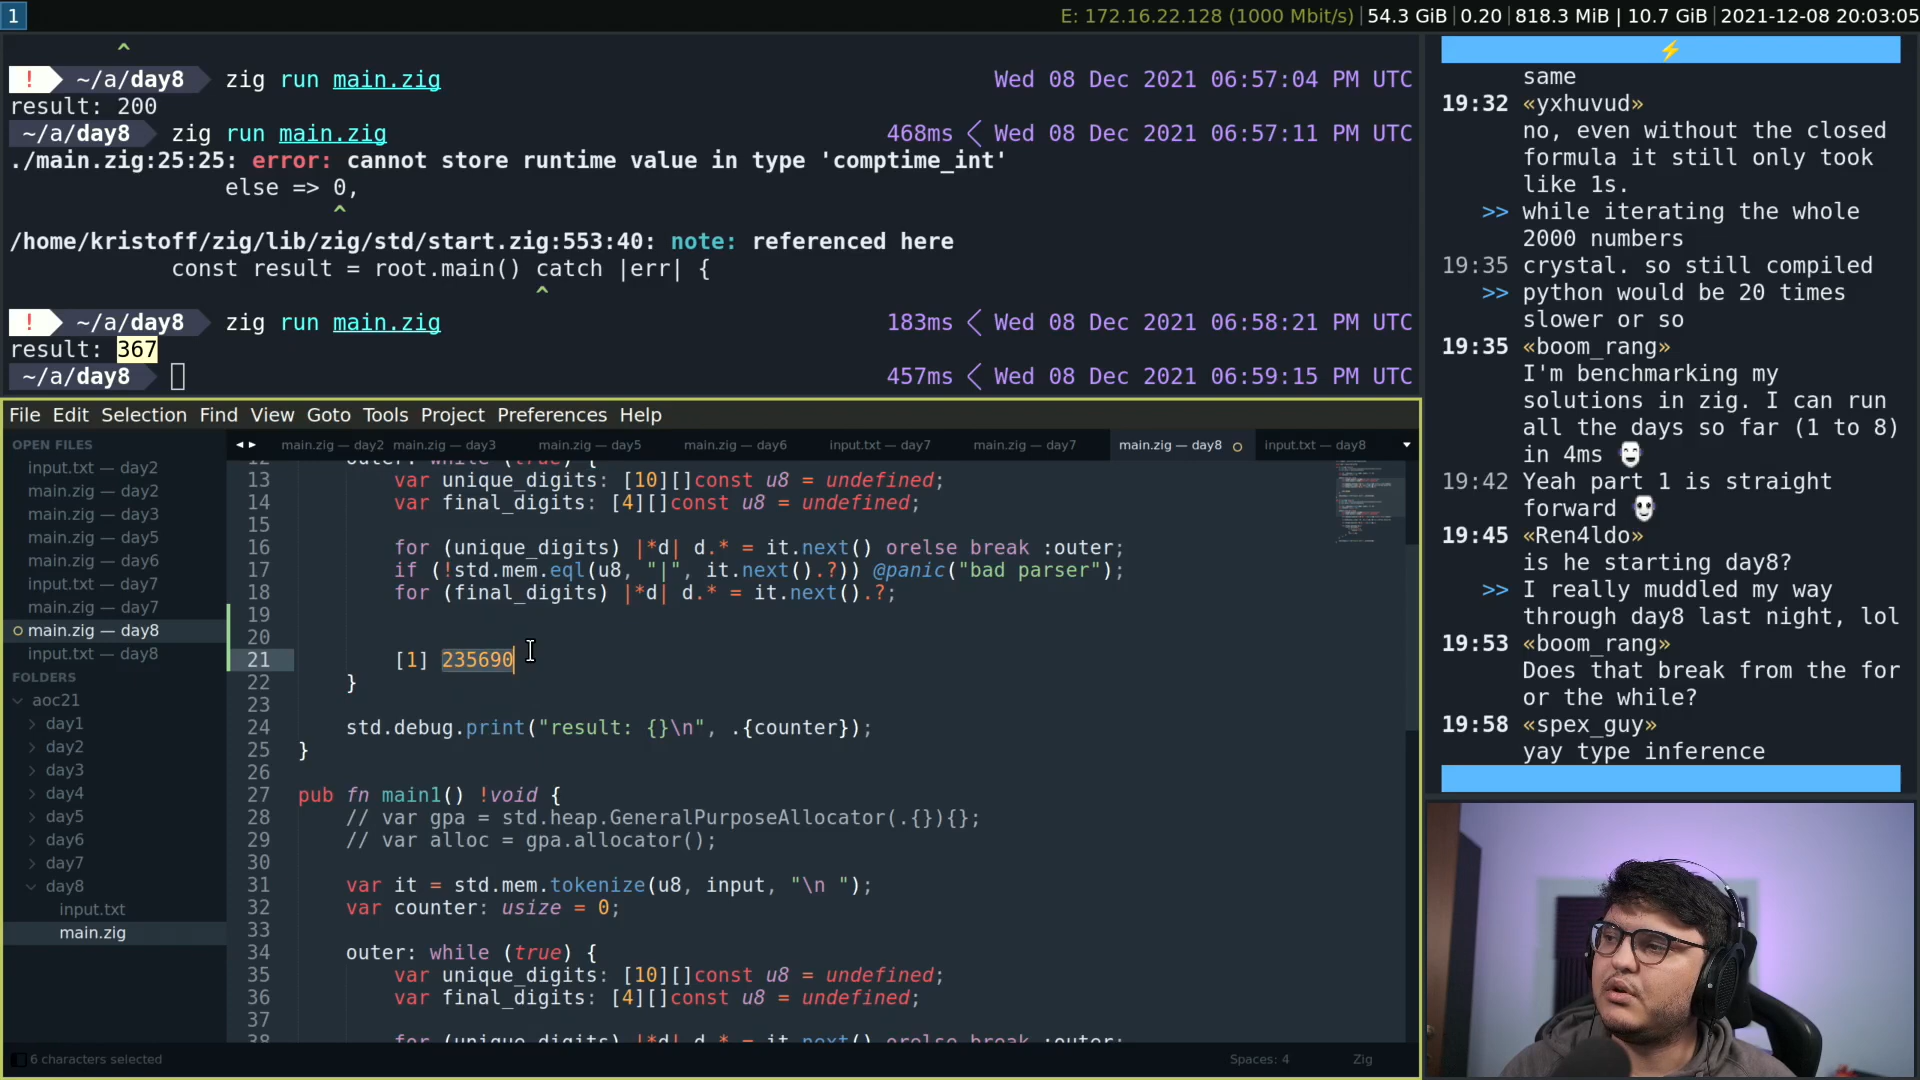 1
E: 172.16.22.128 (1000 Mbit/s) | 54.3 GiB | 0.20 | 818.3 MiB | 10.7 GiB | 2021-12-08 20:03:05
^
! ~/a/day8 zig run main.zig Wed 08 Dec 2021 06:57:04 PM UTC
result: 200
~/a/day8 zig run main.zig 468ms < Wed 08 Dec 2021 06:57:11 PM UTC
./main.zig:25:25: error: cannot store runtime value in type 'comptime_int'
else => 0,
^
/home/kristoff/zig/lib/zig/std/start.zig:553:40: note: referenced here
const result = root.main() catch |err| {
^
! ~/a/day8 zig run main.zig 183ms < Wed 08 Dec 2021 06:58:21 PM UTC
result: 367
~/a/day8 457ms < Wed 08 Dec 2021 06:59:15 PM UTC
File Edit Selection Find View Goto Tools Project Preferences Help
OPEN FILES
input.txt — day2
main.zig — day2
main.zig — day3
main.zig — day5
main.zig — day6
input.txt — day7
main.zig — day7
main.zig — day8
input.txt — day8
FOLDERS
aoc21
day1
day2
day3
day4
day5
day6
day7
day8
input.txt
main.zig
main.zig — day2 main.zig — day3 main.zig — day5 main.zig — day6 input.txt — day7 main.zig — day7 main.zig — day8 input.txt — day8
12 outer: while (true) {
13 var unique_digits: [10][]const u8 = undefined;
14 var final_digits: [4][]const u8 = undefined;
15
16 for (unique_digits) |*d| d.* = it.next() orelse break :outer;
17 if (!std.mem.eql(u8, "|", it.next().?)) @panic("bad parser");
18 for (final_digits) |*d| d.* = it.next().?;
19
20
21 [1] 235690
22 }
23
24 std.debug.print("result: {}\n", .{counter});
25 }
26
27 pub fn main1() !void {
28 // var gpa = std.heap.GeneralPurposeAllocator(.{}){};
29 // var alloc = gpa.allocator();
30
31 var it = std.mem.tokenize(u8, input, "\n ");
32 var counter: usize = 0;
33
34 outer: while (true) {
35 var unique_digits: [10][]const u8 = undefined;
36 var final_digits: [4][]const u8 = undefined;
37
38 for (unique_digits) |*d| d.* = it.next() orelse break :outer;
6 characters selected Spaces: 4 Zig
same
19:32 «yxhuvud»
no, even without the closed
formula it still only took
like 1s.
>> while iterating the whole
2000 numbers
19:35 crystal. so still compiled
>> python would be 20 times
slower or so
19:35 «boom_rang»
I'm benchmarking my
solutions in zig. I can run
all the days so far (1 to 8)
in 4ms
19:42 Yeah part 1 is straight
forward
19:45 «Ren4ldo»
is he starting day8?
>> I really muddled my way
through day8 last night, lol
19:53 «boom_rang»
Does that break from the for
or the while?
19:58 «spex_guy»
yay type inference